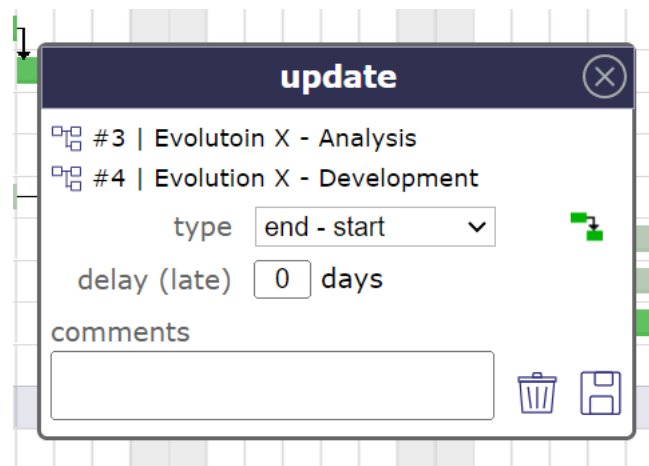 update
#3 | Evolutoin X - Analysis
#4 | Evolution X - Development
type end - start
delay (late) 0 days
comments